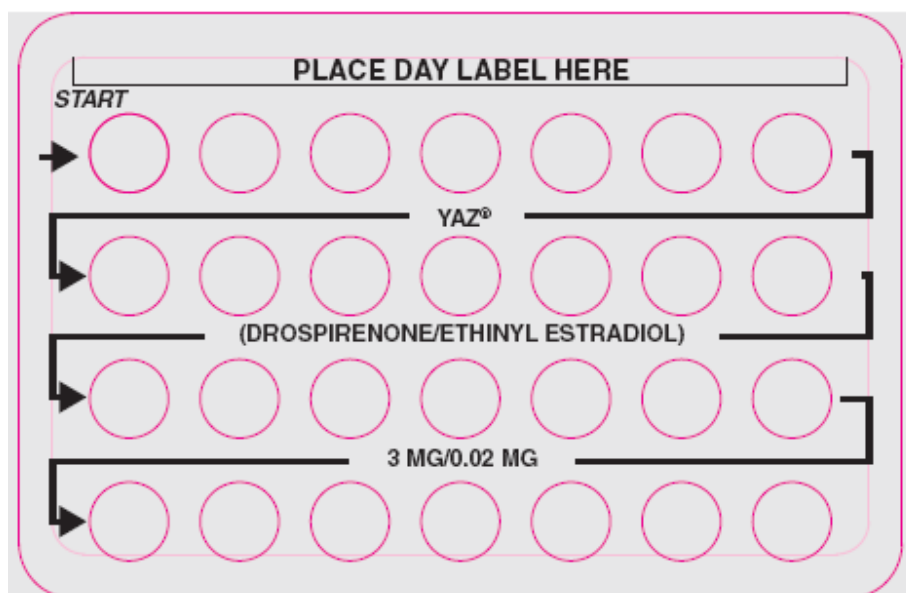 PLACE DAY LABEL HERE
START
YAZ®
(DROSPIRENONE/ETHINYL ESTRADIOL)
3 MG/0.02 MG